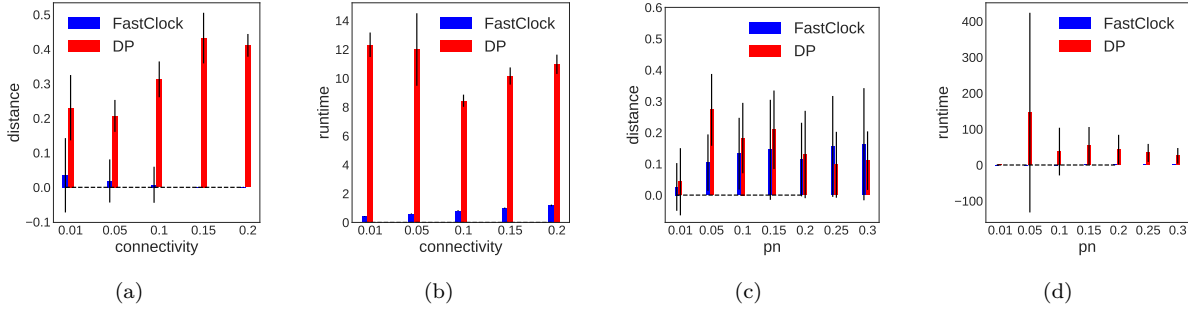 FastClock
DP
0.5
0.4
0.3
0.2
0.1
0.0
−0.1
distance
0.01 0.05 0.1 0.15 0.2
connectivity
(a)
FastClock
DP
14
12
10
8
6
4
2
0
runtime
0.01 0.05 0.1 0.15 0.2
connectivity
(b)
FastClock
DP
0.6
0.5
0.4
0.3
0.2
0.1
0.0
distance
0.01 0.05 0.1 0.15 0.2 0.25 0.3
pn
(c)
FastClock
DP
400
300
200
100
0
−100
runtime
0.01 0.05 0.1 0.15 0.2 0.25 0.3
pn
(d)